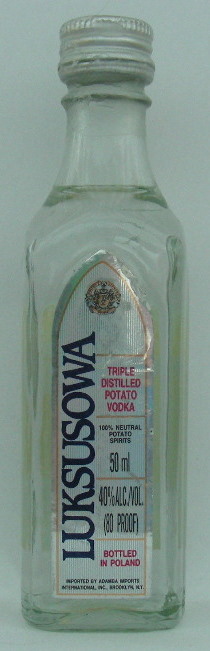 LUKSUSOWA
TRIPLE
DISTILLED
POTATO
VODKA
100% NEUTRAL
POTATO
SPIRITS
50 ml
40% ALC./VOL.
(80 PROOF)
BOTTLED
IN POLAND
IMPORTED BY ADAMBA IMPORTS
INTERNATIONAL, INC., BROOKLYN, N.Y.